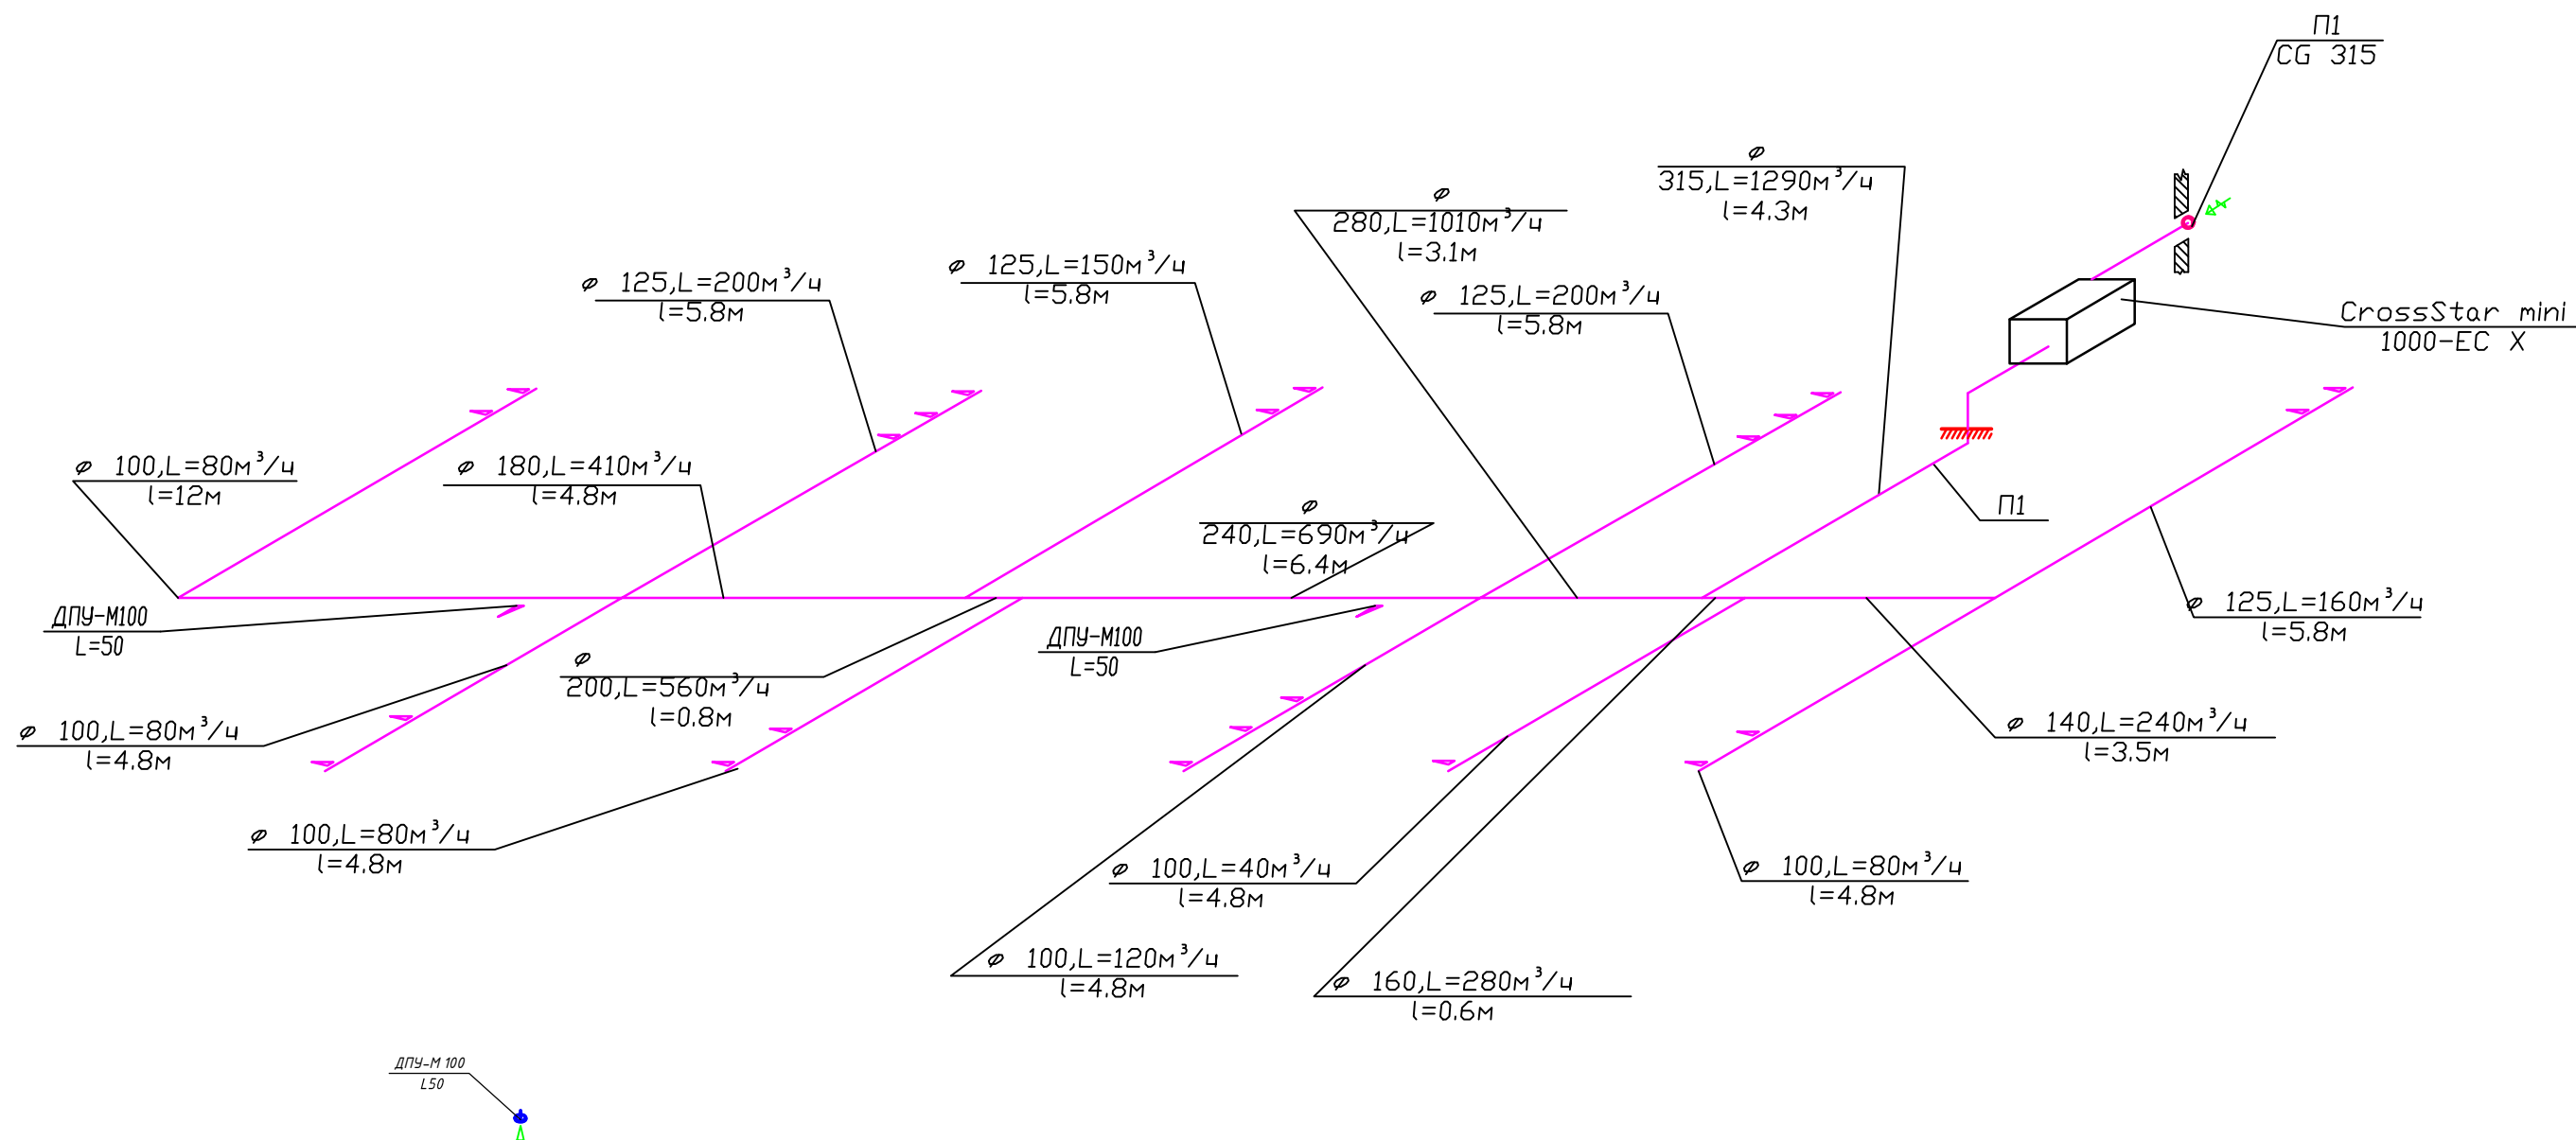 П1
CG 315
⌀
315,L=1290м³/ч
l=4.3м
⌀
280,L=1010м³/ч
l=3.1м
⌀ 125,L=200м³/ч
l=5.8м
⌀ 125,L=150м³/ч
l=5.8м
⌀ 125,L=200м³/ч
l=5.8м
CrossStar mini
1000-EC X
⌀ 100,L=80м³/ч
l=12м
⌀ 180,L=410м³/ч
l=4.8м
⌀
240,L=690м³/ч
l=6.4м
П1
ДПУ-М100
L=50
ДПУ-М100
L=50
⌀ 125,L=160м³/ч
l=5.8м
⌀
200,L=560м³/ч
l=0.8м
⌀ 100,L=80м³/ч
l=4.8м
⌀ 140,L=240м³/ч
l=3.5м
⌀ 100,L=80м³/ч
l=4.8м
⌀ 100,L=40м³/ч
l=4.8м
⌀ 100,L=80м³/ч
l=4.8м
⌀ 100,L=120м³/ч
l=4.8м
⌀ 160,L=280м³/ч
l=0.6м
ДПУ-М 100
L50